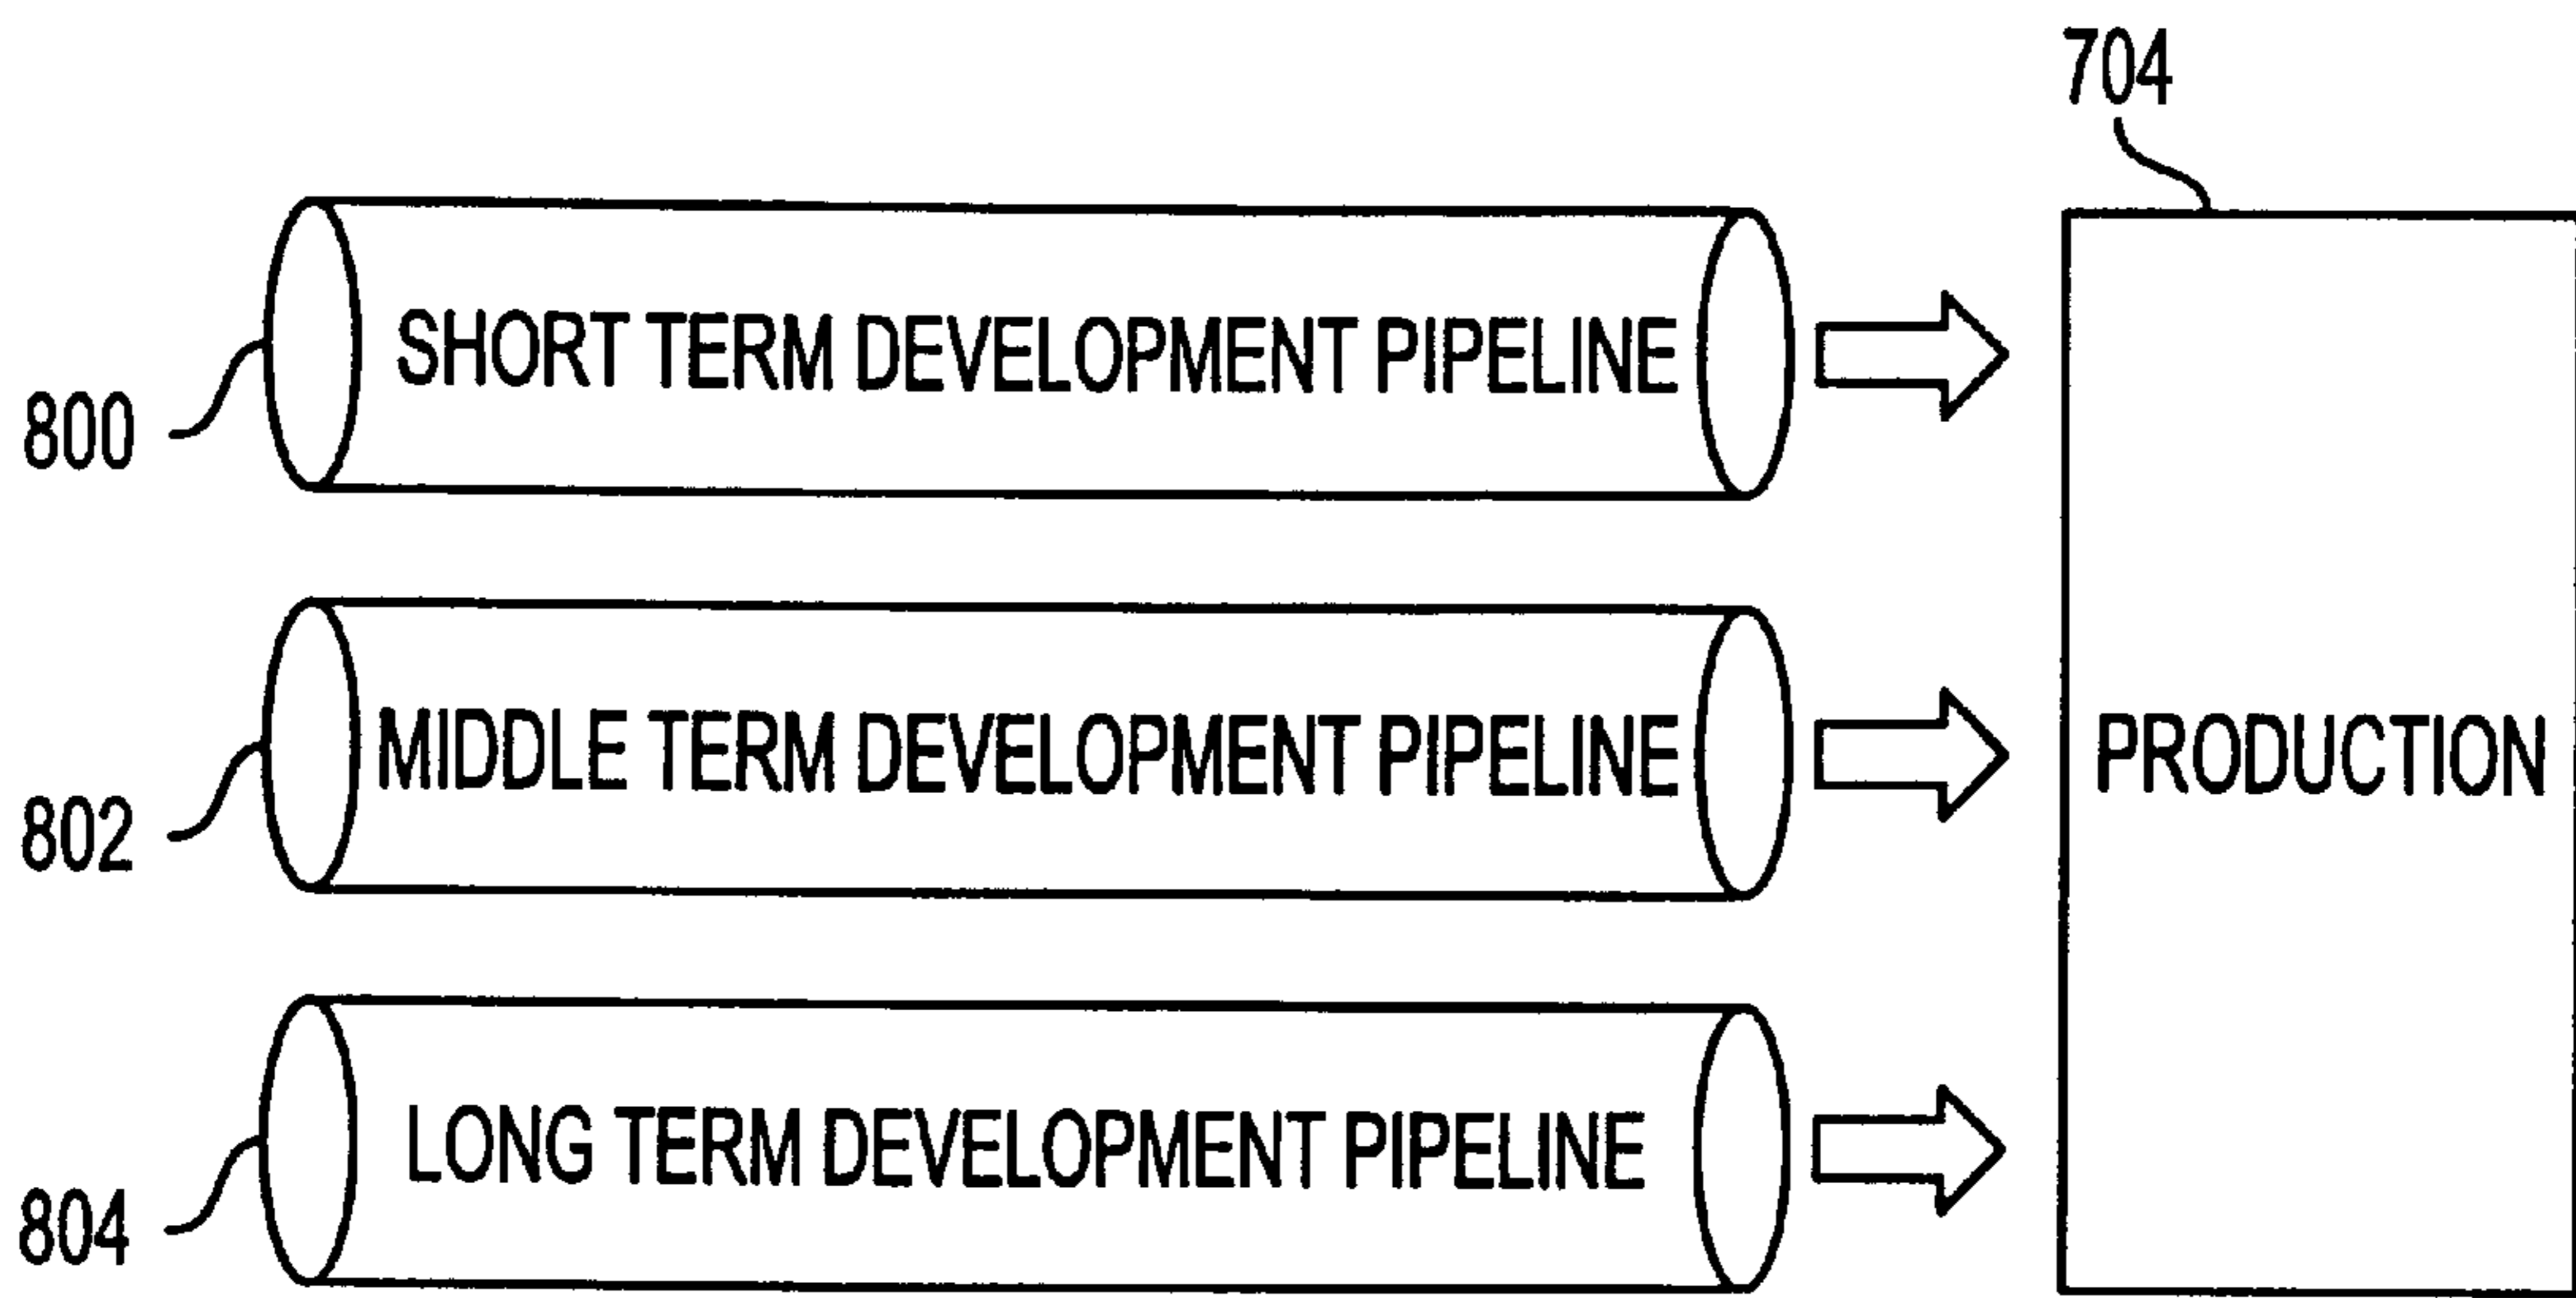 704
SHORT TERM DEVELOPMENT PIPELINE
800
MIDDLE TERM DEVELOPMENT PIPELINE
PRODUCTION
802
LONG TERM DEVELOPMENT PIPELINE
804